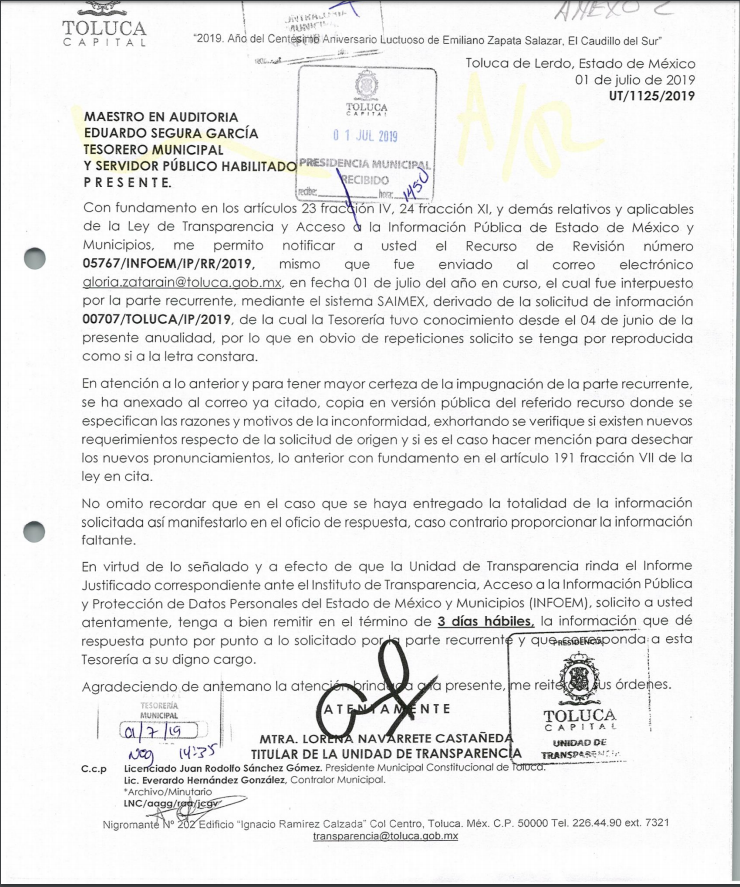 ANEXO 2
TOLUCA
CAPITAL
"2019. Año del Centésimo Aniversario Luctuoso de Emiliano Zapata Salazar, El Caudillo del Sur"
Toluca de Lerdo, Estado de México
01 de julio de 2019
UT/1125/2019
A/02
TOLUCA
CAPITAL
01 JUL 2019
PRESIDENCIA MUNICIPAL
RECIBIDO
recibe: hora: 1450
MAESTRO EN AUDITORIA
EDUARDO SEGURA GARCÍA
TESORERO MUNICIPAL
Y SERVIDOR PÚBLICO HABILITADO
P R E S E N T E.
Con fundamento en los artículos 23 fracción IV, 24 fracción XI, y demás relativos y aplicables
de la Ley de Transparencia y Acceso a la Información Pública de Estado de México y
Municipios, me permito notificar a usted el Recurso de Revisión número
05767/INFOEM/IP/RR/2019, mismo que fue enviado al correo electrónico
gloria.zatarain@toluca.gob.mx, en fecha 01 de julio del año en curso, el cual fue interpuesto
por la parte recurrente, mediante el sistema SAIMEX, derivado de la solicitud de información
00707/TOLUCA/IP/2019, de la cual la Tesorería tuvo conocimiento desde el 04 de junio de la
presente anualidad, por lo que en obvio de repeticiones solicito se tenga por reproducida
como si a la letra constara.
En atención a lo anterior y para tener mayor certeza de la impugnación de la parte recurrente,
se ha anexado al correo ya citado, copia en versión pública del referido recurso donde se
especifican las razones y motivos de la inconformidad, exhortando se verifique si existen nuevos
requerimientos respecto de la solicitud de origen y si es el caso hacer mención para desechar
los nuevos pronunciamientos, lo anterior con fundamento en el artículo 191 fracción VII de la
ley en cita.
No omito recordar que en el caso que se haya entregado la totalidad de la información
solicitada así manifestarlo en el oficio de respuesta, caso contrario proporcionar la información
faltante.
En virtud de lo señalado y a efecto de que la Unidad de Transparencia rinda el Informe
Justificado correspondiente ante el Instituto de Transparencia, Acceso a la Información Pública
y Protección de Datos Personales del Estado de México y Municipios (INFOEM), solicito a usted
atentamente, tenga a bien remitir en el término de 3 días hábiles, la información que dé
respuesta punto por punto a lo solicitado por la parte recurrente y que corresponda a esta
Tesorería a su digno cargo.
Agradeciendo de antemano la atención brindada a la presente, me reitero a sus órdenes.
A T E N T A M E N T E
MTRA. LORENA NAVARRETE CASTAÑEDA
TITULAR DE LA UNIDAD DE TRANSPARENCIA
TESORERÍA
MUNICIPAL
01/7/19
14:35
PRESIDENCIA
TOLUCA
CAPITAL
UNIDAD DE
TRANSPARENCIA
C.c.p Licenciado Juan Rodolfo Sánchez Gómez. Presidente Municipal Constitucional de Toluca.
Lic. Everardo Hernández González, Contralor Municipal.
*Archivo/Minutario
LNC/aagg/raa/jcgv
Nigromante N° 202 Edificio "Ignacio Ramirez Calzada" Col Centro, Toluca. Méx. C.P. 50000 Tel. 226.44.90 ext. 7321
transparencia@toluca.gob.mx